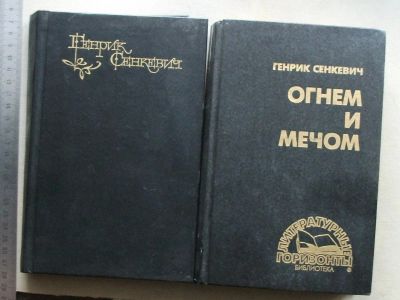 Генрик
Сенкевич
ГЕНРИК СЕНКЕВИЧ
ОГНЕМ
И
МЕЧОМ
ЛИТЕРАТУРНЫЕ
ГОРИЗОНТЫ
БИБЛИОТЕКА